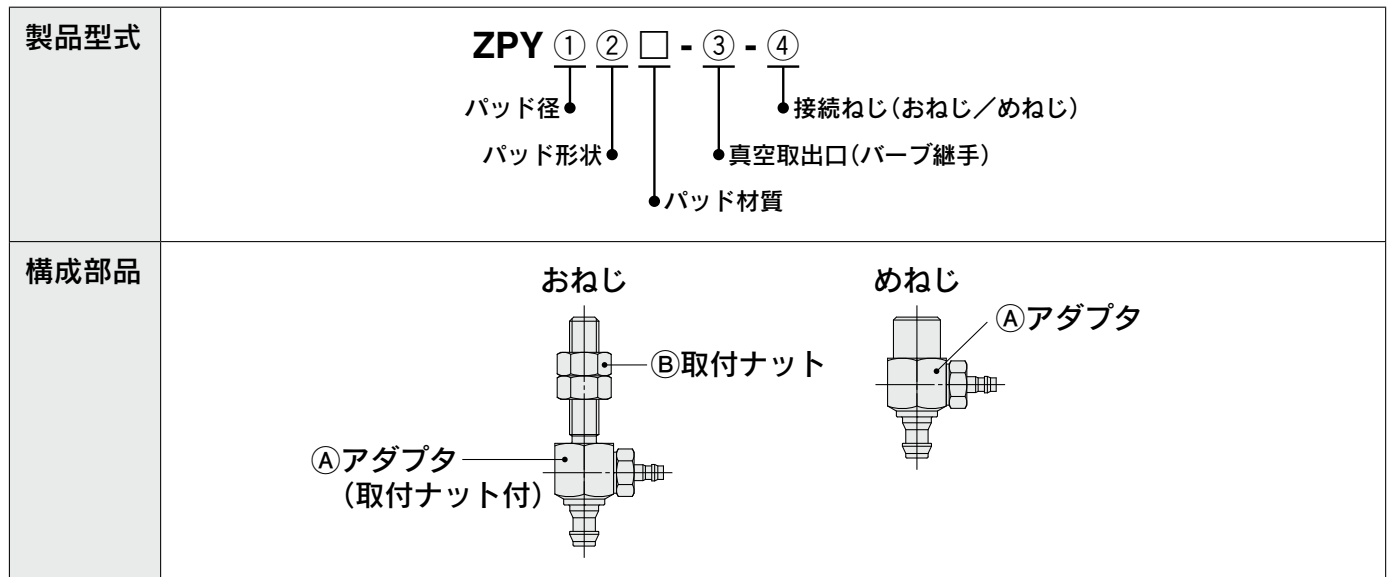 製品型式
ZPY ① ② □ - ③ - ④
パッド径
接続ねじ（おねじ／めねじ）
パッド形状
真空取出口（バーブ継手）
パッド材質
構成部品
おねじ
めねじ
Ⓐアダプタ
Ⓑ取付ナット
Ⓐアダプタ
（取付ナット付）